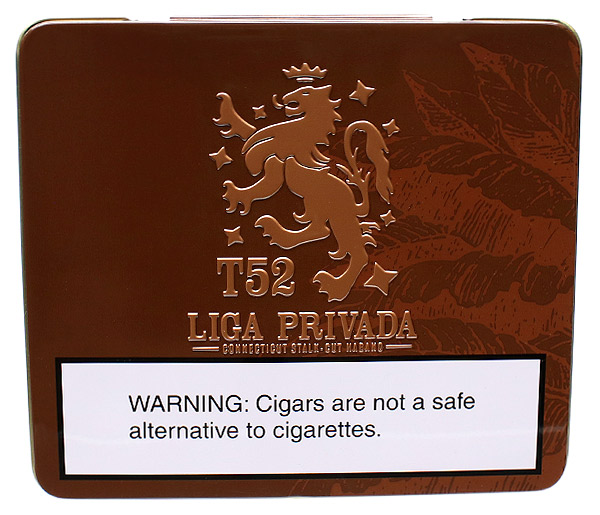 T52
LIGA PRIVADA
CONNECTICUT STALK-CUT HABANO
WARNING: Cigars are not a safe
alternative to cigarettes.